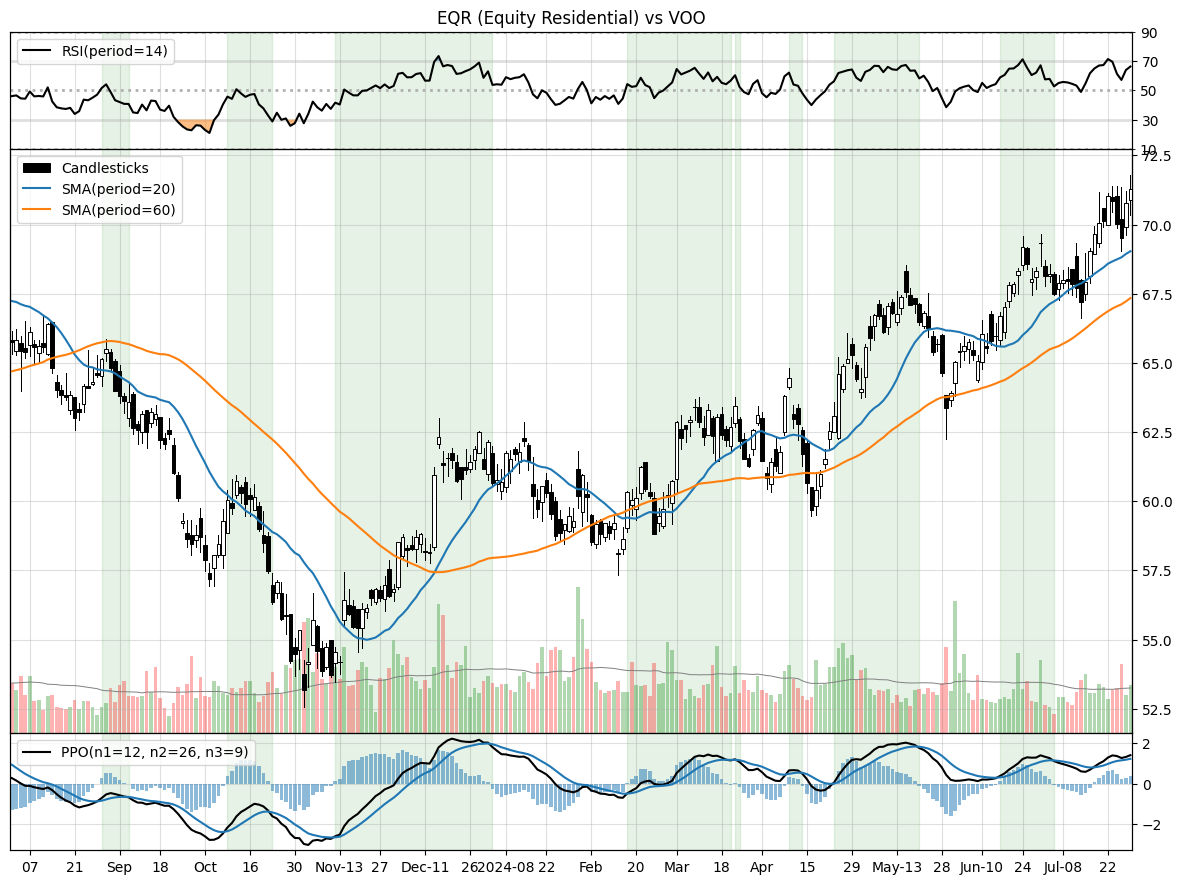 EQR (Equity Residential) vs VOO
RSI(period=14)
90
70
50
30
10
Candlesticks
SMA(period=20)
SMA(period=60)
72.5
70.0
67.5
65.0
62.5
60.0
57.5
55.0
52.5
PPO(n1=12, n2=26, n3=9)
2
0
−2
07 21 Sep 18 Oct 16 30 Nov-13 27 Dec-11 26 2024-08 22 Feb 20 Mar 18 Apr 15 29 May-13 28 Jun-10 24 Jul-08 22